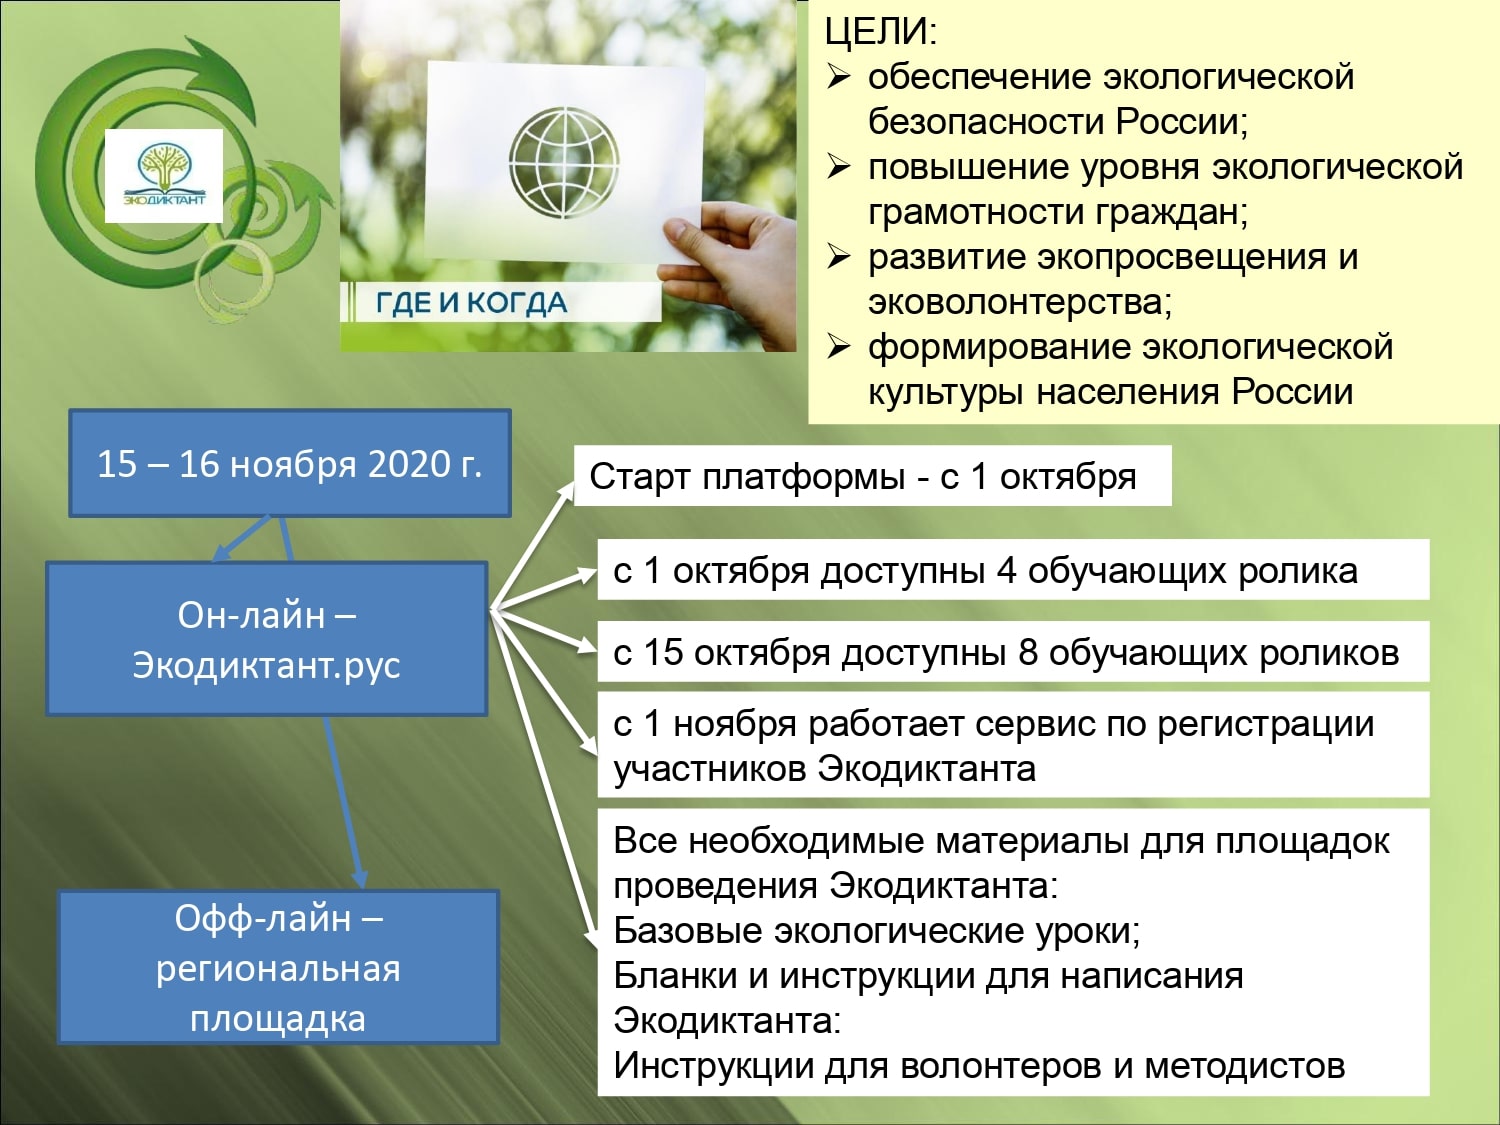 ЭКОДИКТАНТ
ГДЕ И КОГДА
ЦЕЛИ:
обеспечение экологической
безопасности России;
повышение уровня экологической
грамотности граждан;
развитие экопросвещения и
эковолонтерства;
формирование экологической
культуры населения России
15 – 16 ноября 2020 г.
Он-лайн –
Экодиктант.рус
Офф-лайн –
региональная
площадка
Старт платформы - с 1 октября
с 1 октября доступны 4 обучающих ролика
с 15 октября доступны 8 обучающих роликов
с 1 ноября работает сервис по регистрации
участников Экодиктанта
Все необходимые материалы для площадок
проведения Экодиктанта:
Базовые экологические уроки;
Бланки и инструкции для написания
Экодиктанта:
Инструкции для волонтеров и методистов